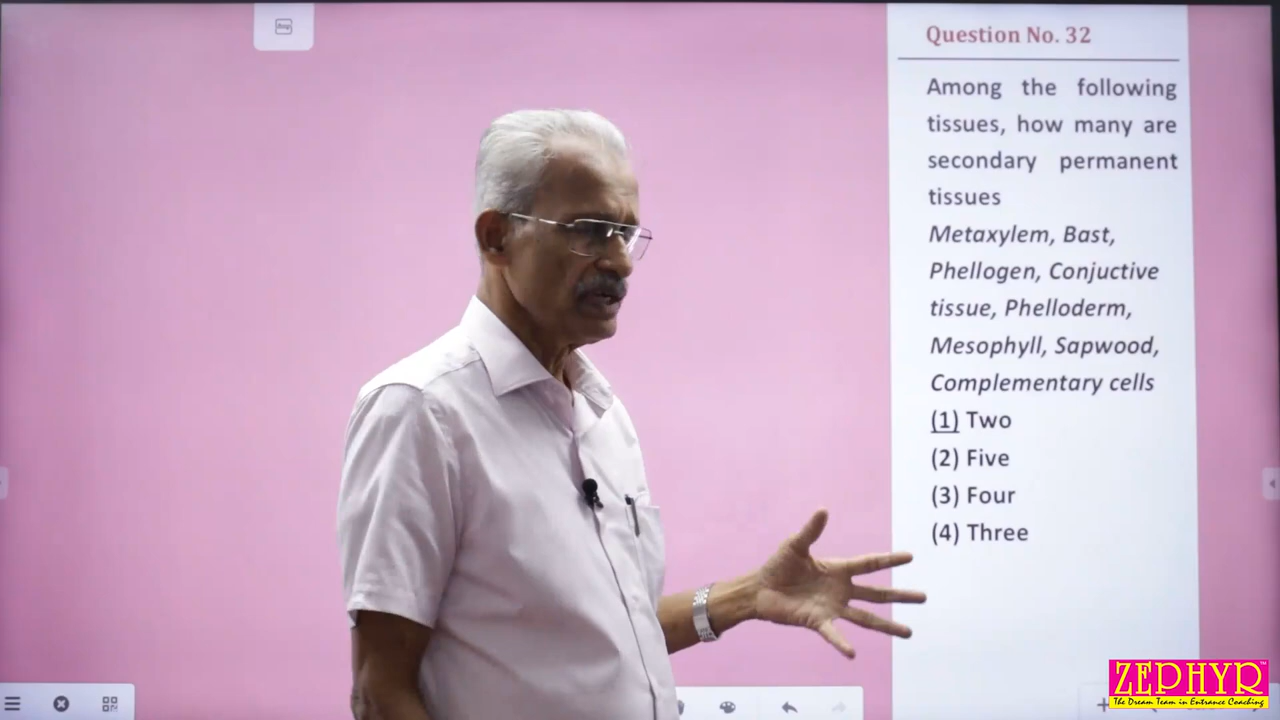 Question No. 32
Among the following
tissues, how many are
secondary permanent
tissues
Metaxylem, Bast,
Phellogen, Conjuctive
tissue, Phelloderm,
Mesophyll, Sapwood,
Complementary cells
(1) Two
(2) Five
(3) Four
(4) Three
ZEPHYR™
The Dream Team in Entrance Coaching